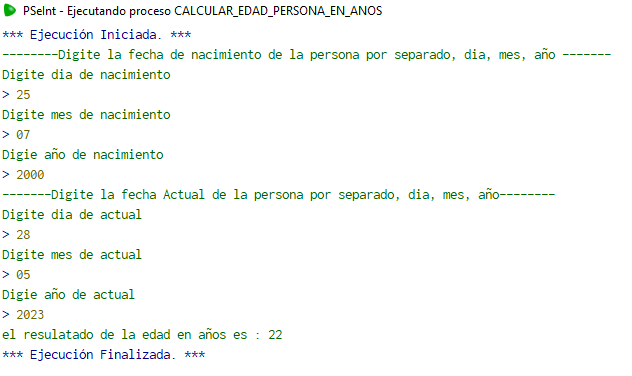 PSeInt - Ejecutando proceso CALCULAR_EDAD_PERSONA_EN_ANOS
*** Ejecución Iniciada. ***
--------Digite la fecha de nacimiento de la persona por separado, dia, mes, año -------
Digite dia de nacimiento
> 25
Digite mes de nacimiento
> 07
Digie año de nacimiento
> 2000
-------Digite la fecha Actual de la persona por separado, dia, mes, año--------
Digite dia de actual
> 28
Digite mes de actual
> 05
Digie año de actual
> 2023
el resulatado de la edad en años es : 22
*** Ejecución Finalizada. ***